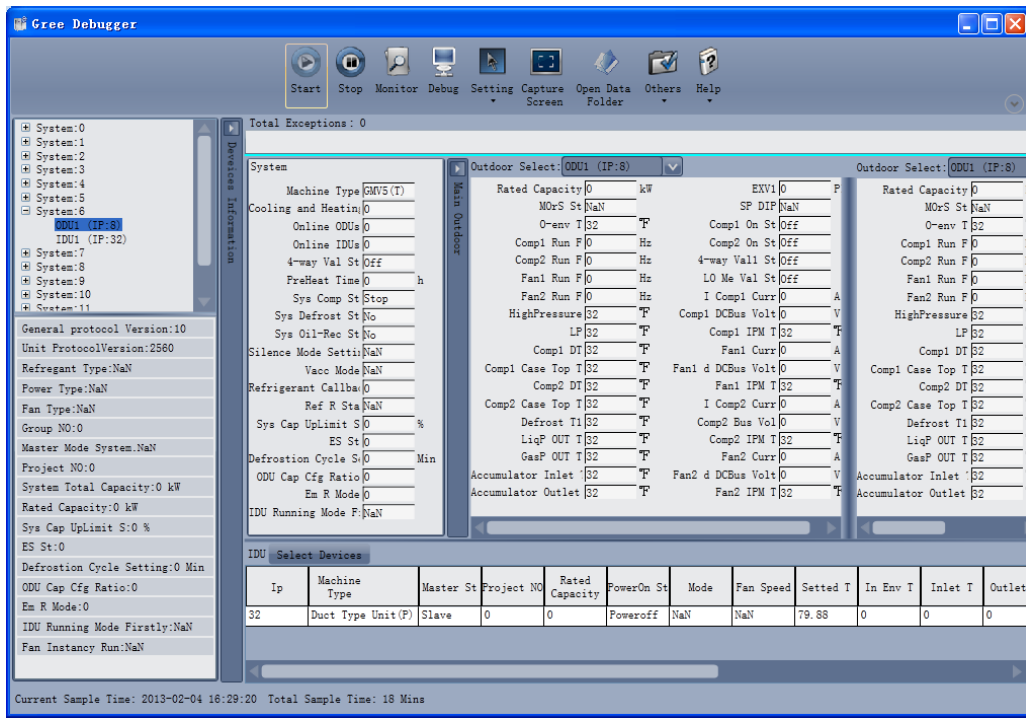 Gree Debugger
Start Stop Monitor Debug Setting Capture Screen Open Data Folder Others Help
System:0
System:1
System:2
System:3
System:4
System:5
System:6
ODU1 (IP:8)
IDU1 (IP:32)
System:7
System:8
System:9
System:10
System:11
General protocol Version:10
Unit ProtocolVersion:2560
Refregant Type:NaN
Power Type:NaN
Fan Type:NaN
Group NO:0
Master Mode System.NaN
Project NO:0
System Total Capacity:0 kW
Rated Capacity:0 kW
Sys Cap UpLimit S:0 %
ES St:0
Defrostion Cycle Setting:0 Min
ODU Cap Cfg Ratio:0
Em R Mode:0
IDU Running Mode Firstly:NaN
Fan Instancy Run:NaN
Devices Information
Total Exceptions: 0
System
Machine Type GMV5(T)
Cooling and Heatin 0
Online ODUs 0
Online IDUs 0
4-way Val St Off
PreHeat Time 0 h
Sys Comp St Stop
Sys Defrost St No
Sys Oil-Rec St No
Silence Mode Setti NaN
Vacc Mode NaN
Refrigerant Callba 0
Ref R Sta NaN
Sys Cap UpLimit S 0 %
ES St 0
Defrostion Cycle S 0 Min
ODU Cap Cfg Ratio 0
Em R Mode 0
IDU Running Mode F: NaN
Main Outdoor
Outdoor Select: ODU1 (IP:8)
Rated Capacity 0 kW
MOrS St NaN
O-env T 32 °F
Comp1 Run F 0 Hz
Comp2 Run F 0 Hz
Fan1 Run F 0 Hz
Fan2 Run F 0 Hz
HighPressure 32 °F
LP 32 °F
Comp1 DT 32 °F
Comp1 Case Top T 32 °F
Comp2 DT 32 °F
Comp2 Case Top T 32 °F
Defrost T1 32 °F
LiqP OUT T 32 °F
GasP OUT T 32 °F
Accumulator Inlet 32 °F
Accumulator Outlet 32 °F
EXV1 0 P
SP DIP NaN
Comp1 On St Off
Comp2 On St Off
4-way Val1 St Off
LO Me Val St Off
I Comp1 Curr 0 A
Comp1 DCBus Volt 0 V
Comp1 IPM T 32 °F
Fan1 Curr 0 A
Fan1 d DCBus Volt 0 V
Fan1 IPM T 32 °F
I Comp2 Curr 0 A
Comp2 Bus Vol 0 V
Comp2 IPM T 32 °F
Fan2 Curr 0 A
Fan2 d DCBus Volt 0 V
Fan2 IPM T 32 °F
Outdoor Select: ODU1 (IP:8)
Rated Capacity 0
MOrS St NaN
O-env T 32
Comp1 Run F 0
Comp2 Run F 0
Fan1 Run F 0
Fan2 Run F 0
HighPressure 32
LP 32
Comp1 DT 32
Comp1 Case Top T 32
Comp2 DT 32
Comp2 Case Top T 32
Defrost T1 32
LiqP OUT T 32
GasP OUT T 32
Accumulator Inlet 32
Accumulator Outlet 32
IDU Select Devices
Ip Machine Type Master St Project NO Rated Capacity PowerOn St Mode Fan Speed Setted T In Env T Inlet T Outlet
32 Duct Type Unit(P) Slave 0 0 Poweroff NaN NaN 79.88 0 0 0
Current Sample Time: 2013-02-04 16:29:20 Total Sample Time: 18 Mins